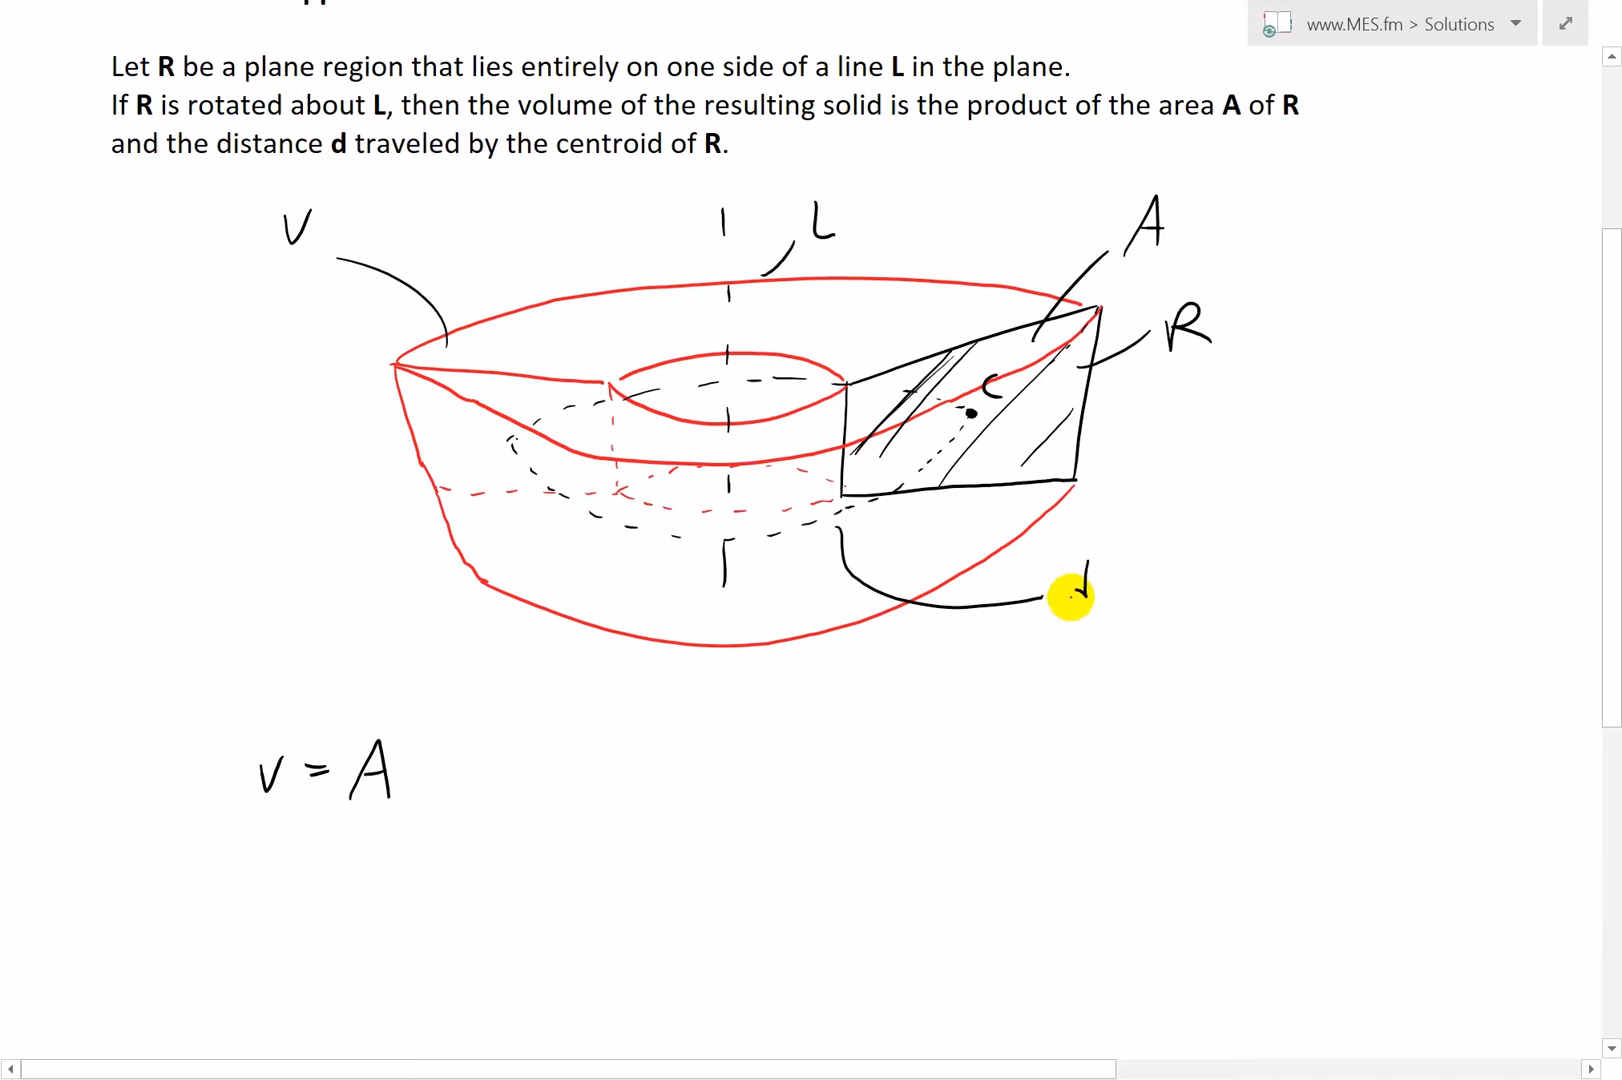 www.MES.fm > Solutions
Let R be a plane region that lies entirely on one side of a line L in the plane.
If R is rotated about L, then the volume of the resulting solid is the product of the area A of R
and the distance d traveled by the centroid of R.
V
L
A
R
C
d
V = A